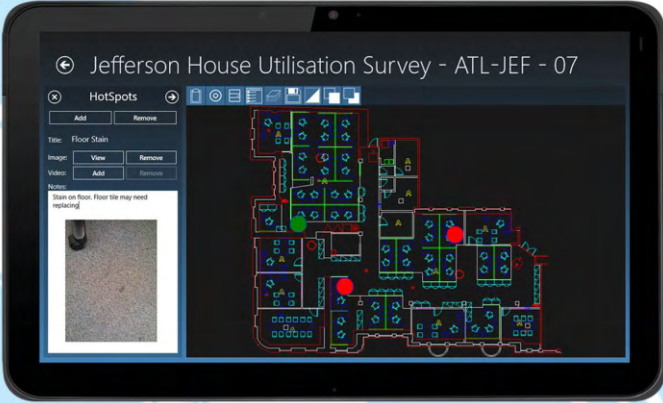 Jefferson House Utilisation Survey - ATL-JEF - 07
HotSpots
Add Remove
Title: Floor Stain
Image: View Remove
Video: Add Remove
Notes:
Stain on floor. Floor tile may need
replacing